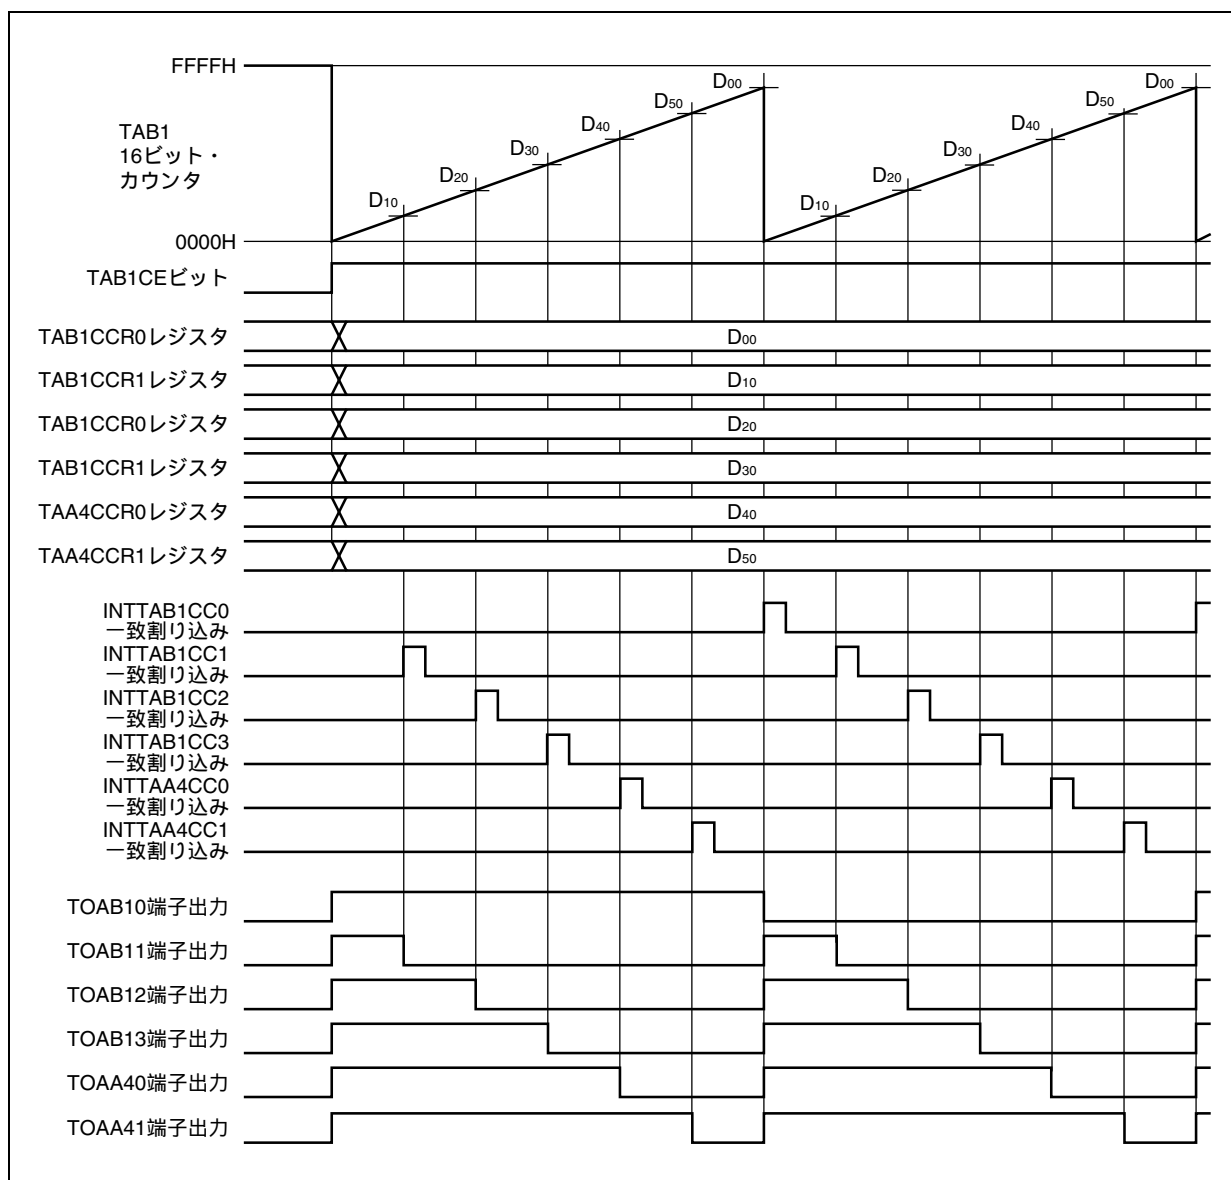 FFFFH
TAB1
16ビット・
カウンタ
0000H
D10
D20
D30
D40
D50
D00
D10
D20
D30
D40
D50
D00
TAB1CEビット
TAB1CCR0レジスタ
D00
TAB1CCR1レジスタ
D10
TAB1CCR0レジスタ
D20
TAB1CCR1レジスタ
D30
TAA4CCR0レジスタ
D40
TAA4CCR1レジスタ
D50
INTTAB1CC0
一致割り込み
INTTAB1CC1
一致割り込み
INTTAB1CC2
一致割り込み
INTTAB1CC3
一致割り込み
INTTAA4CC0
一致割り込み
INTTAA4CC1
一致割り込み
TOAB10端子出力
TOAB11端子出力
TOAB12端子出力
TOAB13端子出力
TOAA40端子出力
TOAA41端子出力